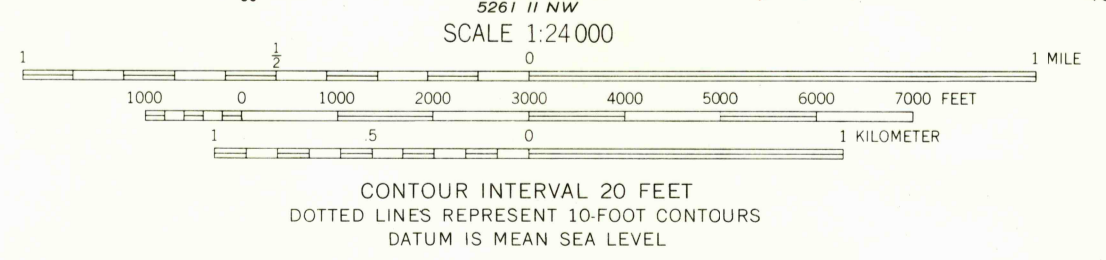 5261 II NW
SCALE 1:24 000
1 1/2 0 1 MILE
1000 0 1000 2000 3000 4000 5000 6000 7000 FEET
1 .5 0 1 KILOMETER
CONTOUR INTERVAL 20 FEET
DOTTED LINES REPRESENT 10-FOOT CONTOURS
DATUM IS MEAN SEA LEVEL